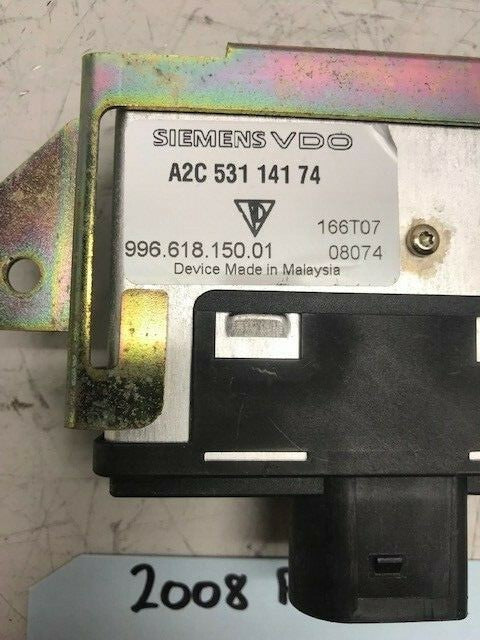 SIEMENS VDO
A2C 531 141 74
166T07
996.618.150.01 08074
Device Made in Malaysia
2008